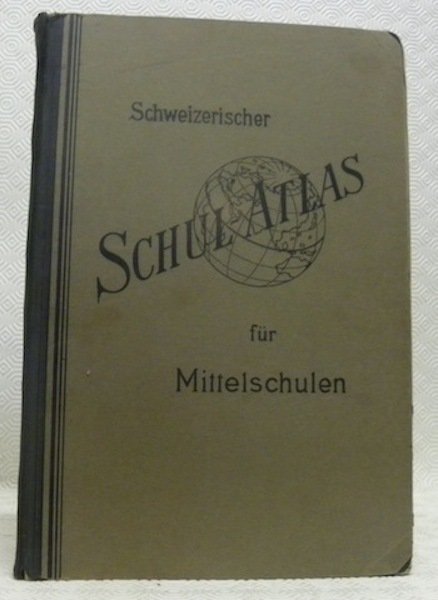 Schweizerischer
SCHUL ATLAS
für
Mittelschulen